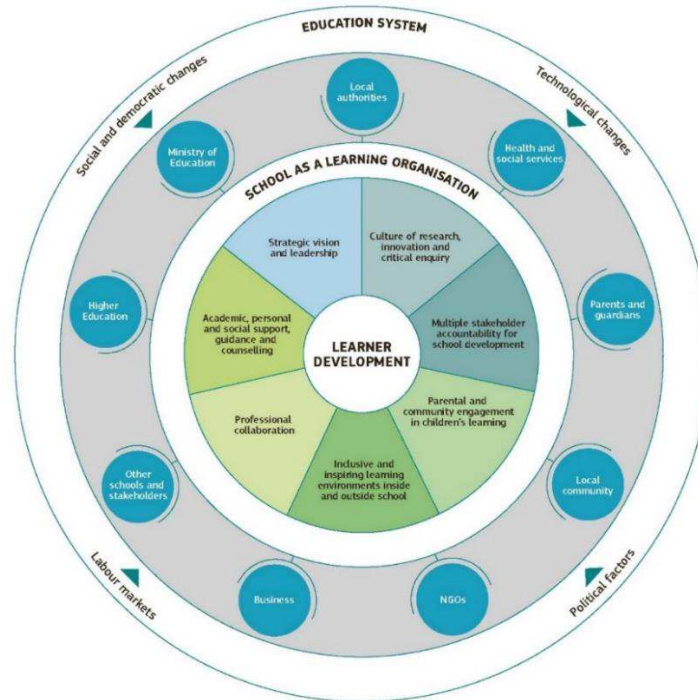 EDUCATION SYSTEM
Social and democratic changes
Technological changes
Local
authorities
Ministry of
Education
Health and
social services
SCHOOL AS A LEARNING ORGANISATION
Strategic vision
and leadership
Culture of research,
innovation and
critical enquiry
Higher
Education
Parents and
guardians
Academic, personal
and social support,
guidance and
counselling
LEARNER
DEVELOPMENT
Multiple stakeholder
accountability for
school development
Professional
collaboration
Parental and
community engagement
in children's learning
Inclusive and
inspiring learning
environments inside
and outside school
Other
schools and
stakeholders
Local
community
Business
NGOs
Labour markets
Political factors